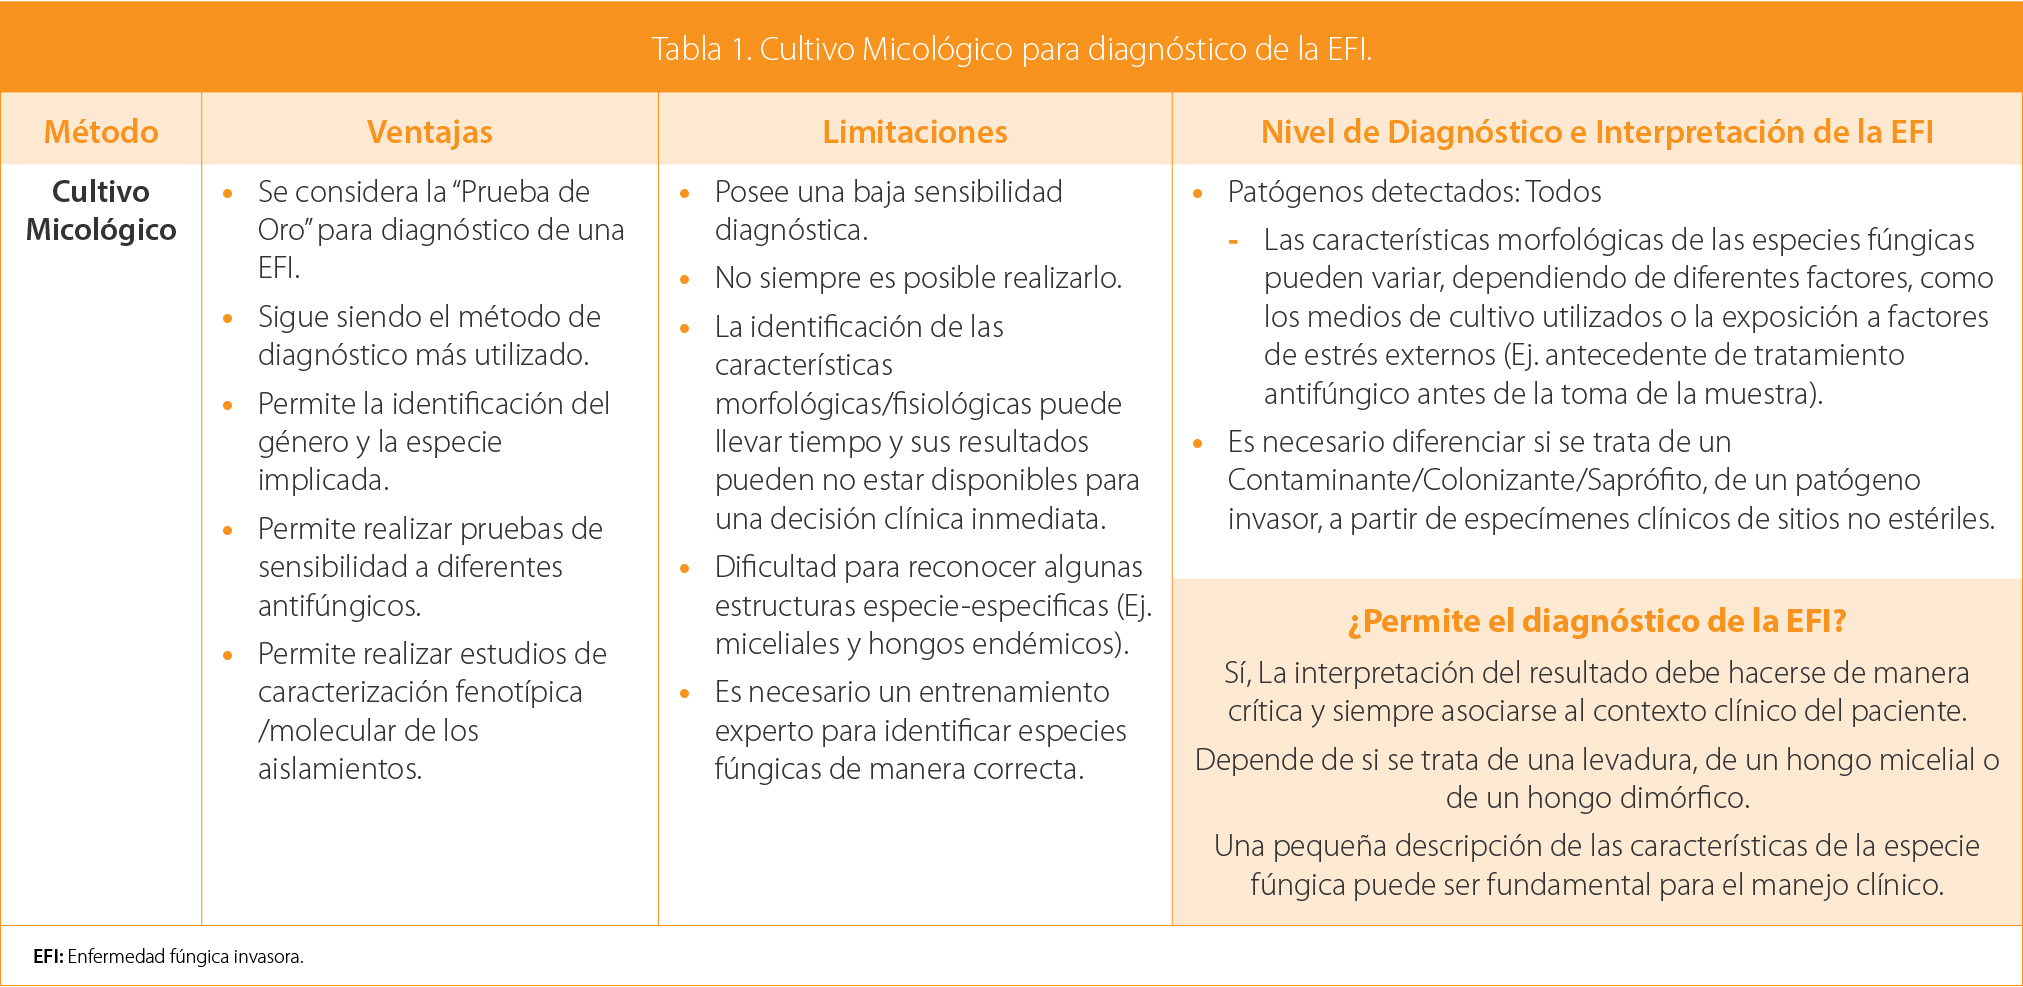 Tabla 1. Cultivo Micológico para diagnóstico de la EFI.
Método
Ventajas
Limitaciones
Nivel de Diagnóstico e Interpretación de la EFI
Cultivo
Micológico
• Se considera la “Prueba de
Oro” para diagnóstico de una
EFI.
• Sigue siendo el método de
diagnóstico más utilizado.
• Permite la identificación del
género y la especie
implicada.
• Permite realizar pruebas de
sensibilidad a diferentes
antifúngicos.
• Permite realizar estudios de
caracterización fenotípica
/molecular de los
aislamientos.
• Posee una baja sensibilidad
diagnóstica.
• No siempre es posible realizarlo.
• La identificación de las
características
morfológicas/fisiológicas puede
llevar tiempo y sus resultados
pueden no estar disponibles para
una decisión clínica inmediata.
• Dificultad para reconocer algunas
estructuras especie-especificas (Ej.
miceliales y hongos endémicos).
• Es necesario un entrenamiento
experto para identificar especies
fúngicas de manera correcta.
• Patógenos detectados: Todos
- Las características morfológicas de las especies fúngicas
pueden variar, dependiendo de diferentes factores, como
los medios de cultivo utilizados o la exposición a factores
de estrés externos (Ej. antecedente de tratamiento
antifúngico antes de la toma de la muestra).
• Es necesario diferenciar si se trata de un
Contaminante/Colonizante/Saprófito, de un patógeno
invasor, a partir de especímenes clínicos de sitios no estériles.
¿Permite el diagnóstico de la EFI?
Sí, La interpretación del resultado debe hacerse de manera
crítica y siempre asociarse al contexto clínico del paciente.
Depende de si se trata de una levadura, de un hongo micelial o
de un hongo dimórfico.
Una pequeña descripción de las características de la especie
fúngica puede ser fundamental para el manejo clínico.
EFI: Enfermedad fúngica invasora.